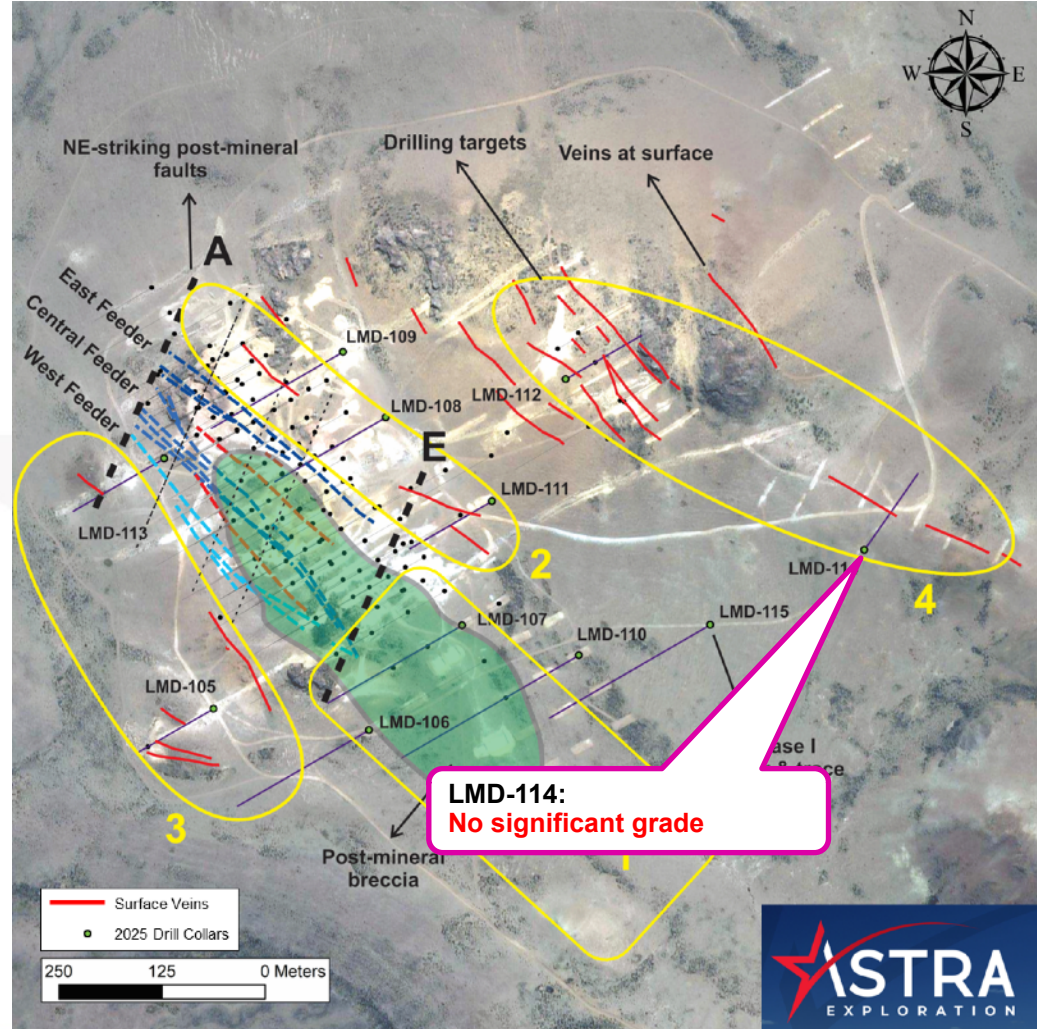 N
W
E
S
NE-striking post-mineral
faults
Drilling targets
Veins at surface
A
East Feeder
Central Feeder
West Feeder
LMD-109
LMD-108
LMD-112
E
LMD-111
LMD-113
2
LMD-11
4
LMD-107
LMD-115
LMD-110
LMD-105
LMD-106
ase I
& trace
LMD-114:
No significant grade
3
1
Post-mineral
breccia
Surface Veins
2025 Drill Collars
250 125 0 Meters
ASTRA
EXPLORATION